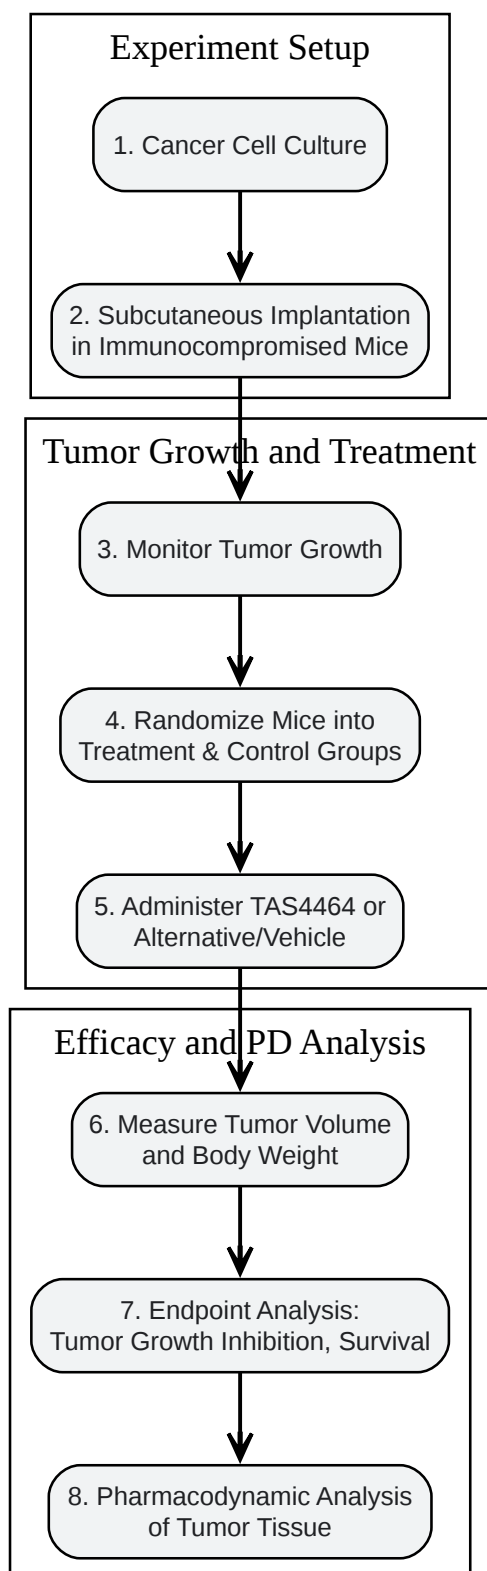 Experiment Setup
1. Cancer Cell Culture
2. Subcutaneous Implantation
in Immunocompromised Mice
Tumor Growth and Treatment
3. Monitor Tumor Growth
4. Randomize Mice into
Treatment & Control Groups
5. Administer TAS4464 or
Alternative/Vehicle
Efficacy and PD Analysis
6. Measure Tumor Volume
and Body Weight
7. Endpoint Analysis:
Tumor Growth Inhibition, Survival
8. Pharmacodynamic Analysis
of Tumor Tissue